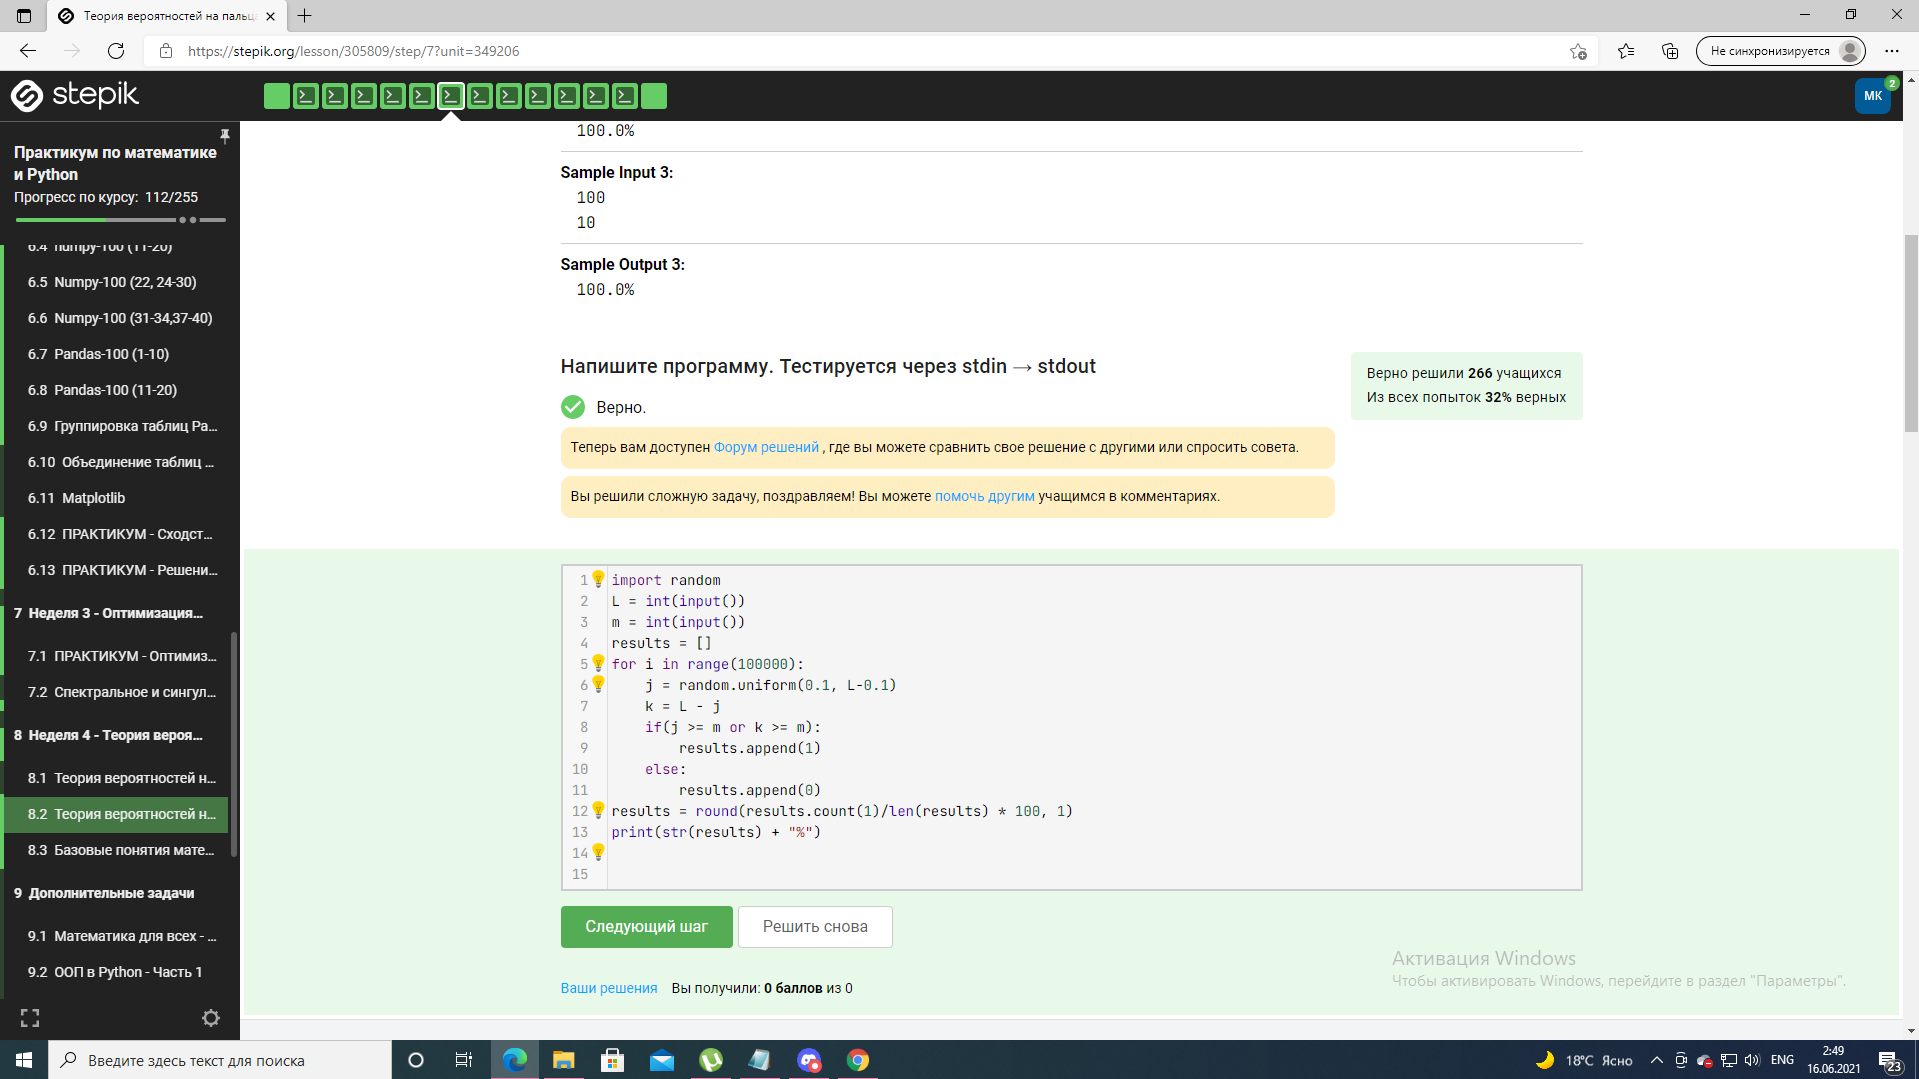 Теория вероятностей на пальц
https://stepik.org/lesson/305809/step/7?unit=349206
Не синхронизируется
stepik
МК
2
Практикум по математике
и Python
Прогресс по курсу: 112/255
6.4 numpy-100 (11-20)
6.5 Numpy-100 (22, 24-30)
6.6 Numpy-100 (31-34,37-40)
6.7 Pandas-100 (1-10)
6.8 Pandas-100 (11-20)
6.9 Группировка таблиц Pa...
6.10 Объединение таблиц ...
6.11 Matplotlib
6.12 ПРАКТИКУМ - Сходст...
6.13 ПРАКТИКУМ - Решени...
7 Неделя 3 - Оптимизация...
7.1 ПРАКТИКУМ - Оптимиз...
7.2 Спектральное и сингул...
8 Неделя 4 - Теория вероя...
8.1 Теория вероятностей н...
8.2 Теория вероятностей н...
8.3 Базовые понятия мате...
9 Дополнительные задачи
9.1 Математика для всех - ...
9.2 ООП в Python - Часть 1
100.0%
Sample Input 3:
100
10
Sample Output 3:
100.0%
Напишите программу. Тестируется через stdin → stdout
Верно решили 266 учащихся
Из всех попыток 32% верных
Верно.
Теперь вам доступен Форум решений , где вы можете сравнить свое решение с другими или спросить совета.
Вы решили сложную задачу, поздравляем! Вы можете помочь другим учащимся в комментариях.
1 import random
2 L = int(input())
3 m = int(input())
4 results = []
5 for i in range(100000):
6 j = random.uniform(0.1, L-0.1)
7 k = L - j
8 if(j >= m or k >= m):
9 results.append(1)
10 else:
11 results.append(0)
12 results = round(results.count(1)/len(results) * 100, 1)
13 print(str(results) + "%")
14
15
Следующий шаг
Решить снова
Ваши решения Вы получили: 0 баллов из 0
Активация Windows
Чтобы активировать Windows, перейдите в раздел "Параметры".
Введите здесь текст для поиска
18°C Ясно
ENG
2:49
16.06.2021
23